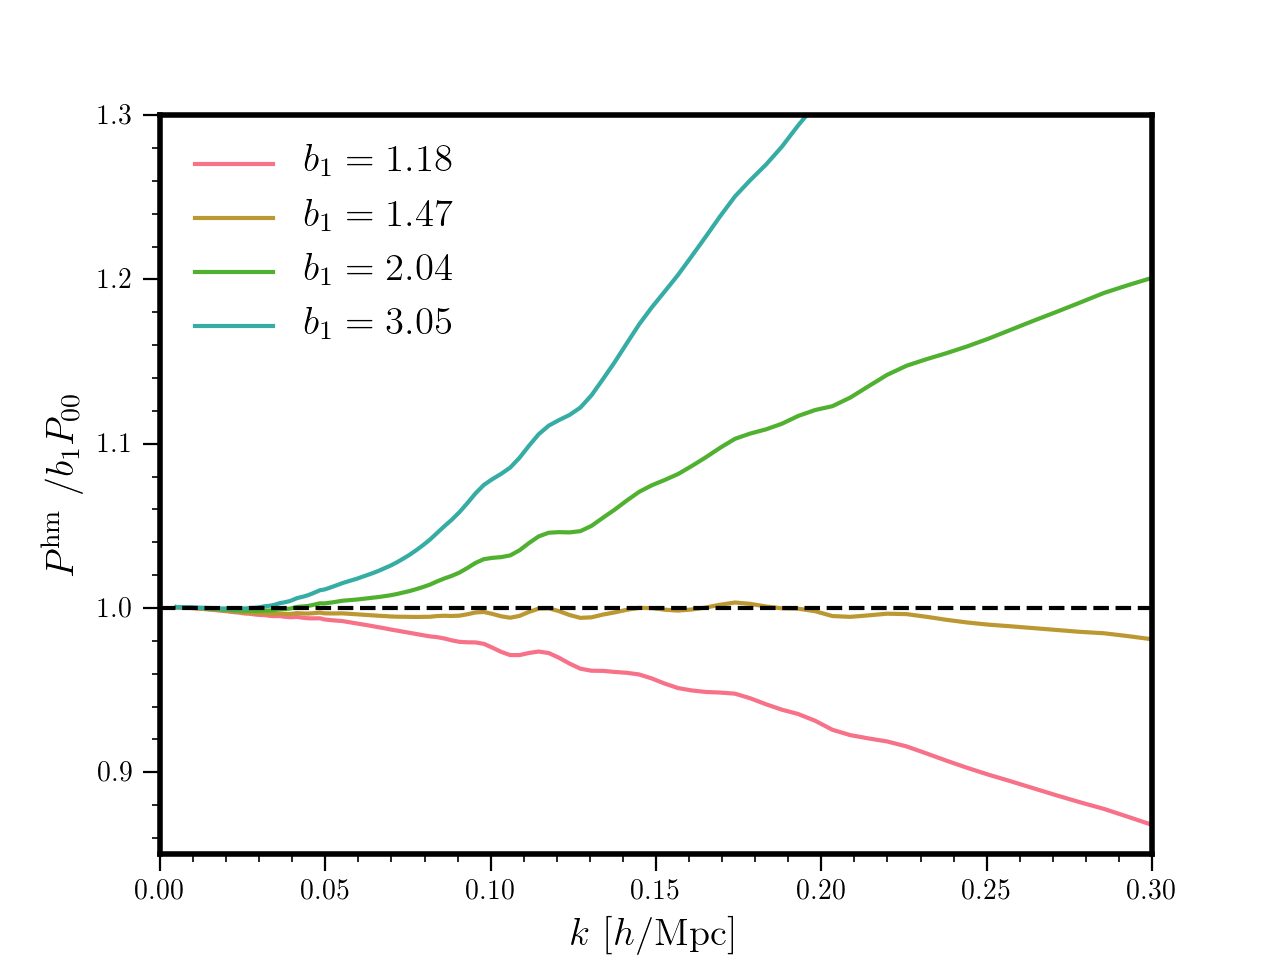 1.3
1.2
1.1
1.0
0.9
b₁ = 1.18
b₁ = 1.47
b₁ = 2.04
b₁ = 3.05
Pʰᵐ /b₁P₀₀
0.00 0.05 0.10 0.15 0.20 0.25 0.30
k [h/Mpc]